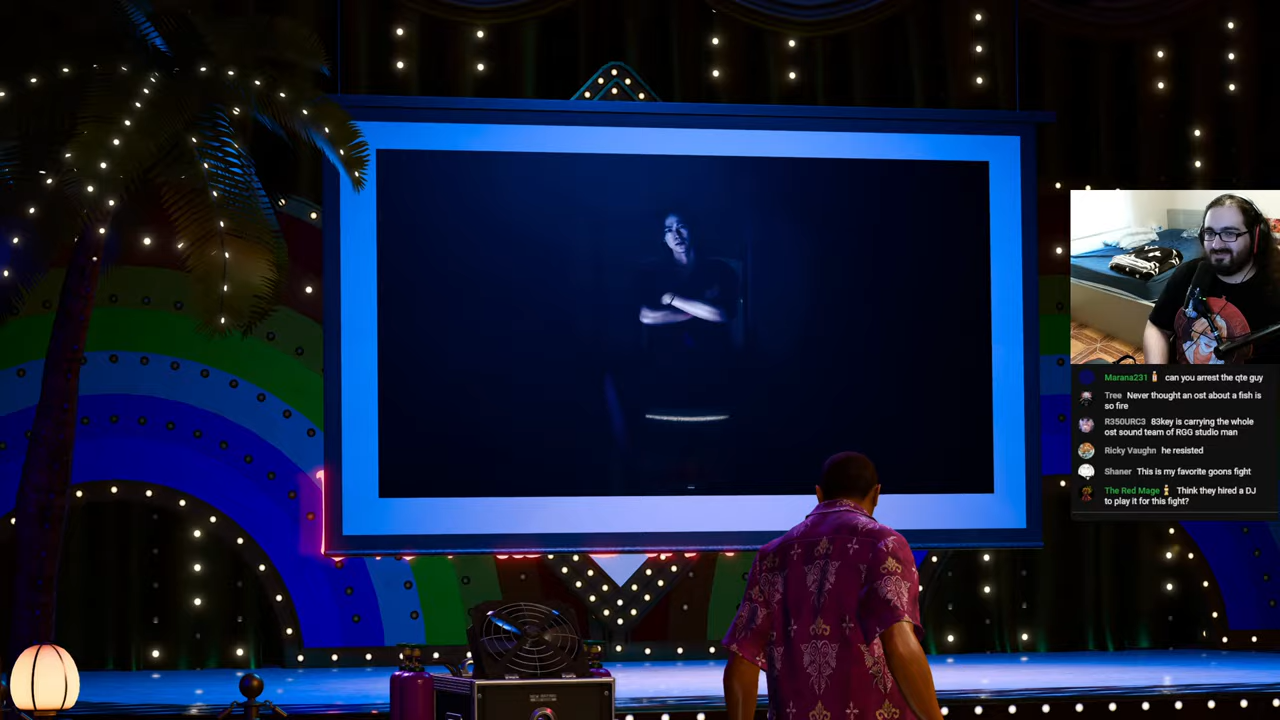 Marana231 can you arrest the qte guy
Tree Never thought an ost about a fish is
so fire
R350URC3 B3key is carrying the whole
ost sound team of RGG studio man
Ricky Vaughn he resisted
Shaner This is my favorite goons fight
The Red Mage Think they hired a DJ
to play it for this fight?